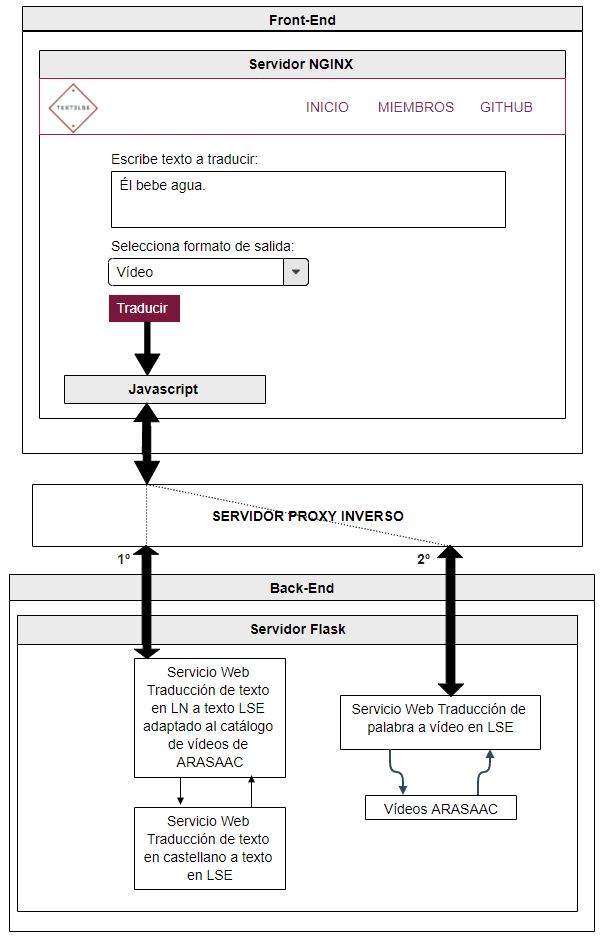 Front-End
Servidor NGINX
TEXT2LSE
INICIO MIEMBROS GITHUB
Escribe texto a traducir:
Él bebe agua.
Selecciona formato de salida:
Vídeo
Traducir
Javascript
SERVIDOR PROXY INVERSO
1º 2º
Back-End
Servidor Flask
Servicio Web
Traducción de texto
en LN a texto LSE
adaptado al catálogo
de vídeos de
ARASAAC
Servicio Web Traducción de
palabra a vídeo en LSE
Vídeos ARASAAC
Servicio Web
Traducción de texto
en castellano a texto
en LSE